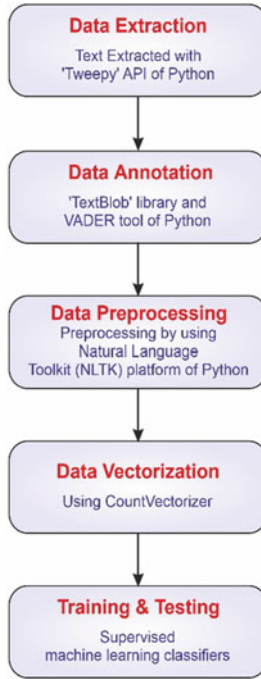 Data Extraction
Text Extracted with
'Tweepy' API of Python
Data Annotation
'TextBlob' library and
VADER tool of Python
Data Preprocessing
Preprocessing by using
Natural Language
Toolkit (NLTK) platform of Python
Data Vectorization
Using CountVectorizer
Training & Testing
Supervised
machine learning classifiers